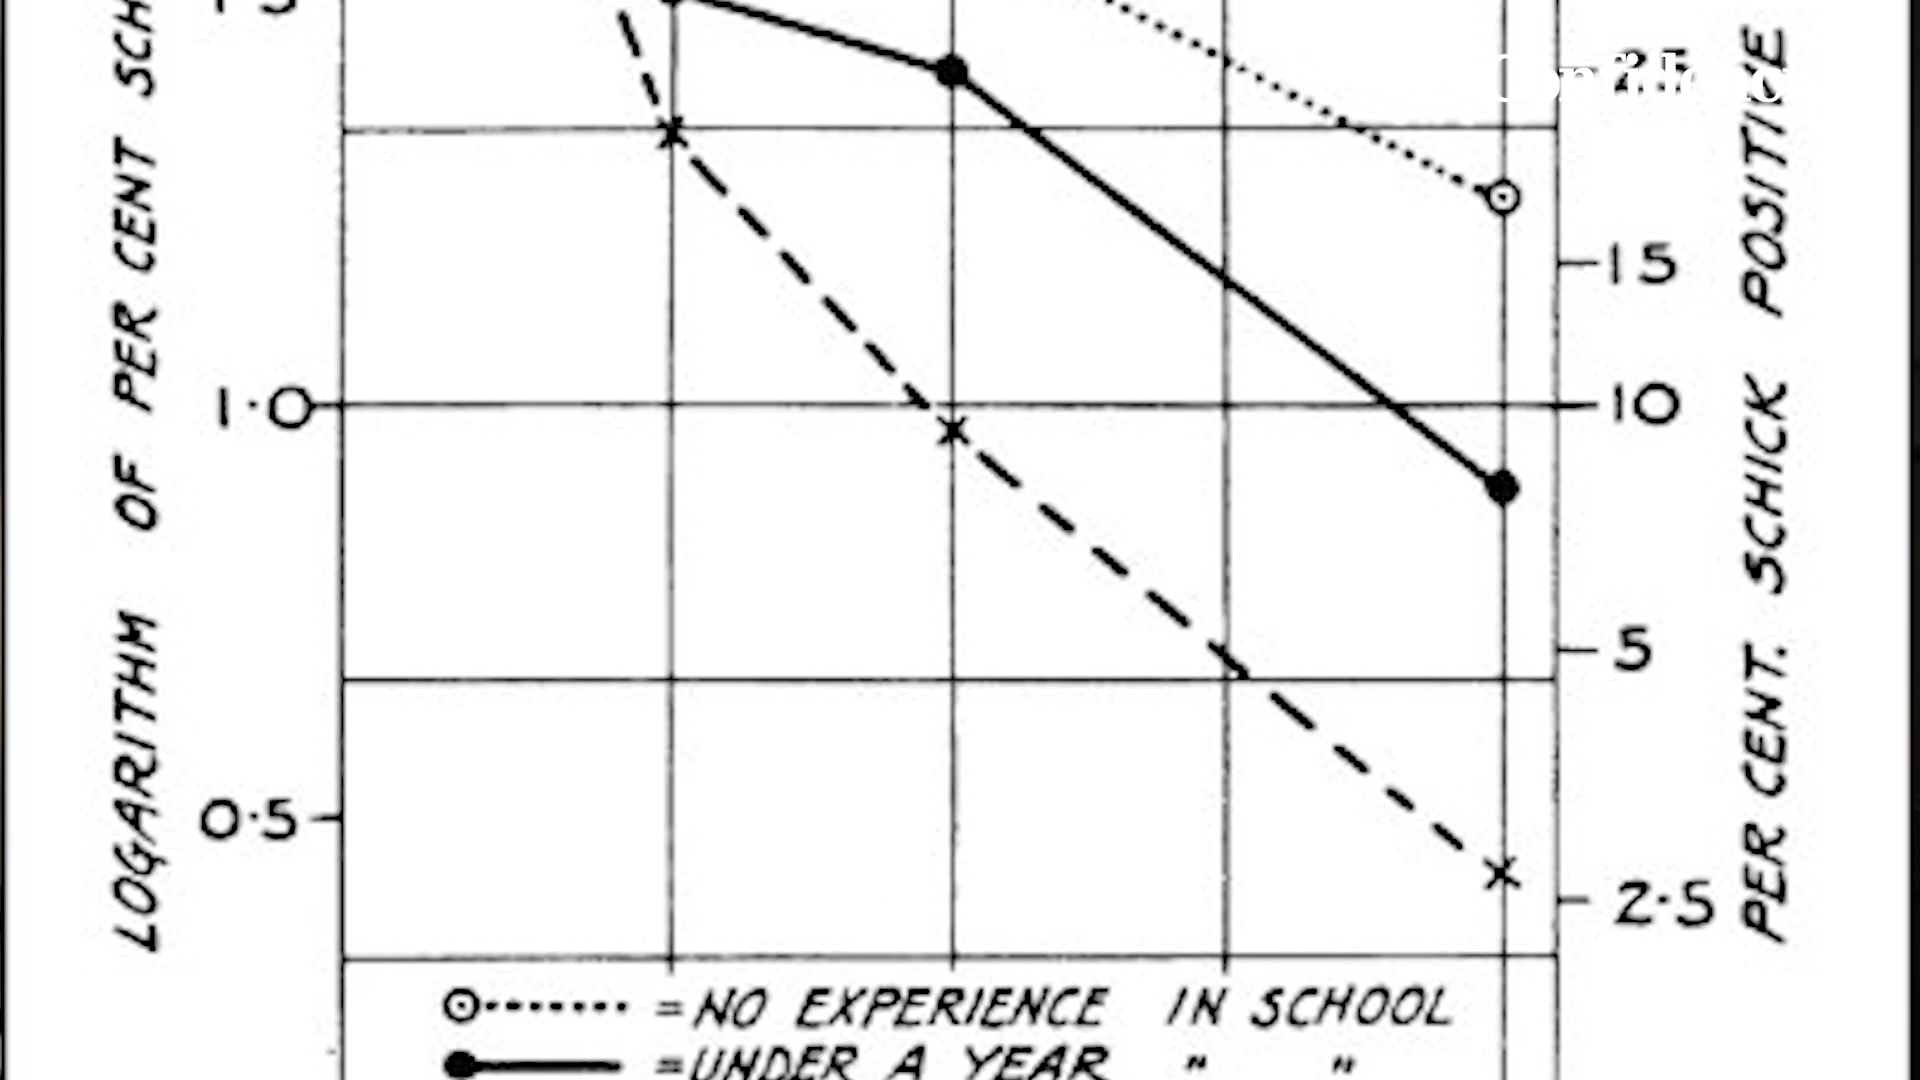 LOGARITHM OF PER CENT
1·0
0·5
25
15
10
5
2·5
PER CENT. SCHICK POSITIVE
= NO EXPERIENCE IN SCHOOL
= UNDER A YEAR " "